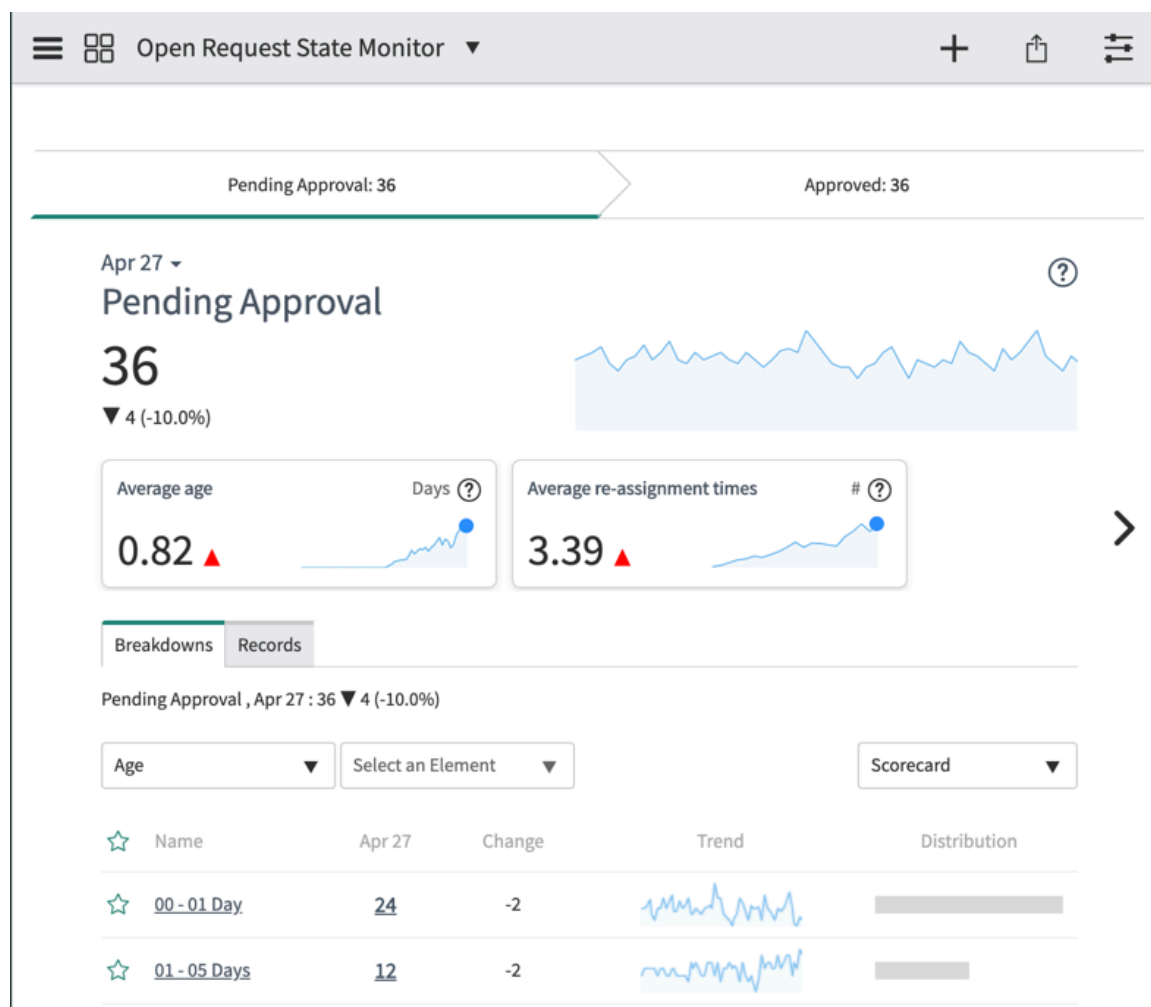 Open Request State Monitor ▼
Pending Approval: 36
Approved: 36
Apr 27
Pending Approval
36
▼ 4 (-10.0%)
Average age Days ?
0.82 ▲
Average re-assignment times # ?
3.39 ▲
Breakdowns Records
Pending Approval , Apr 27 : 36 ▼ 4 (-10.0%)
Age ▼ Select an Element ▼ Scorecard ▼
Name Apr 27 Change Trend Distribution
00 - 01 Day 24 -2
01 - 05 Days 12 -2